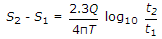 S₂ - S₁ = 2.3Q / 4πT log₁₀ t₂ / t₁